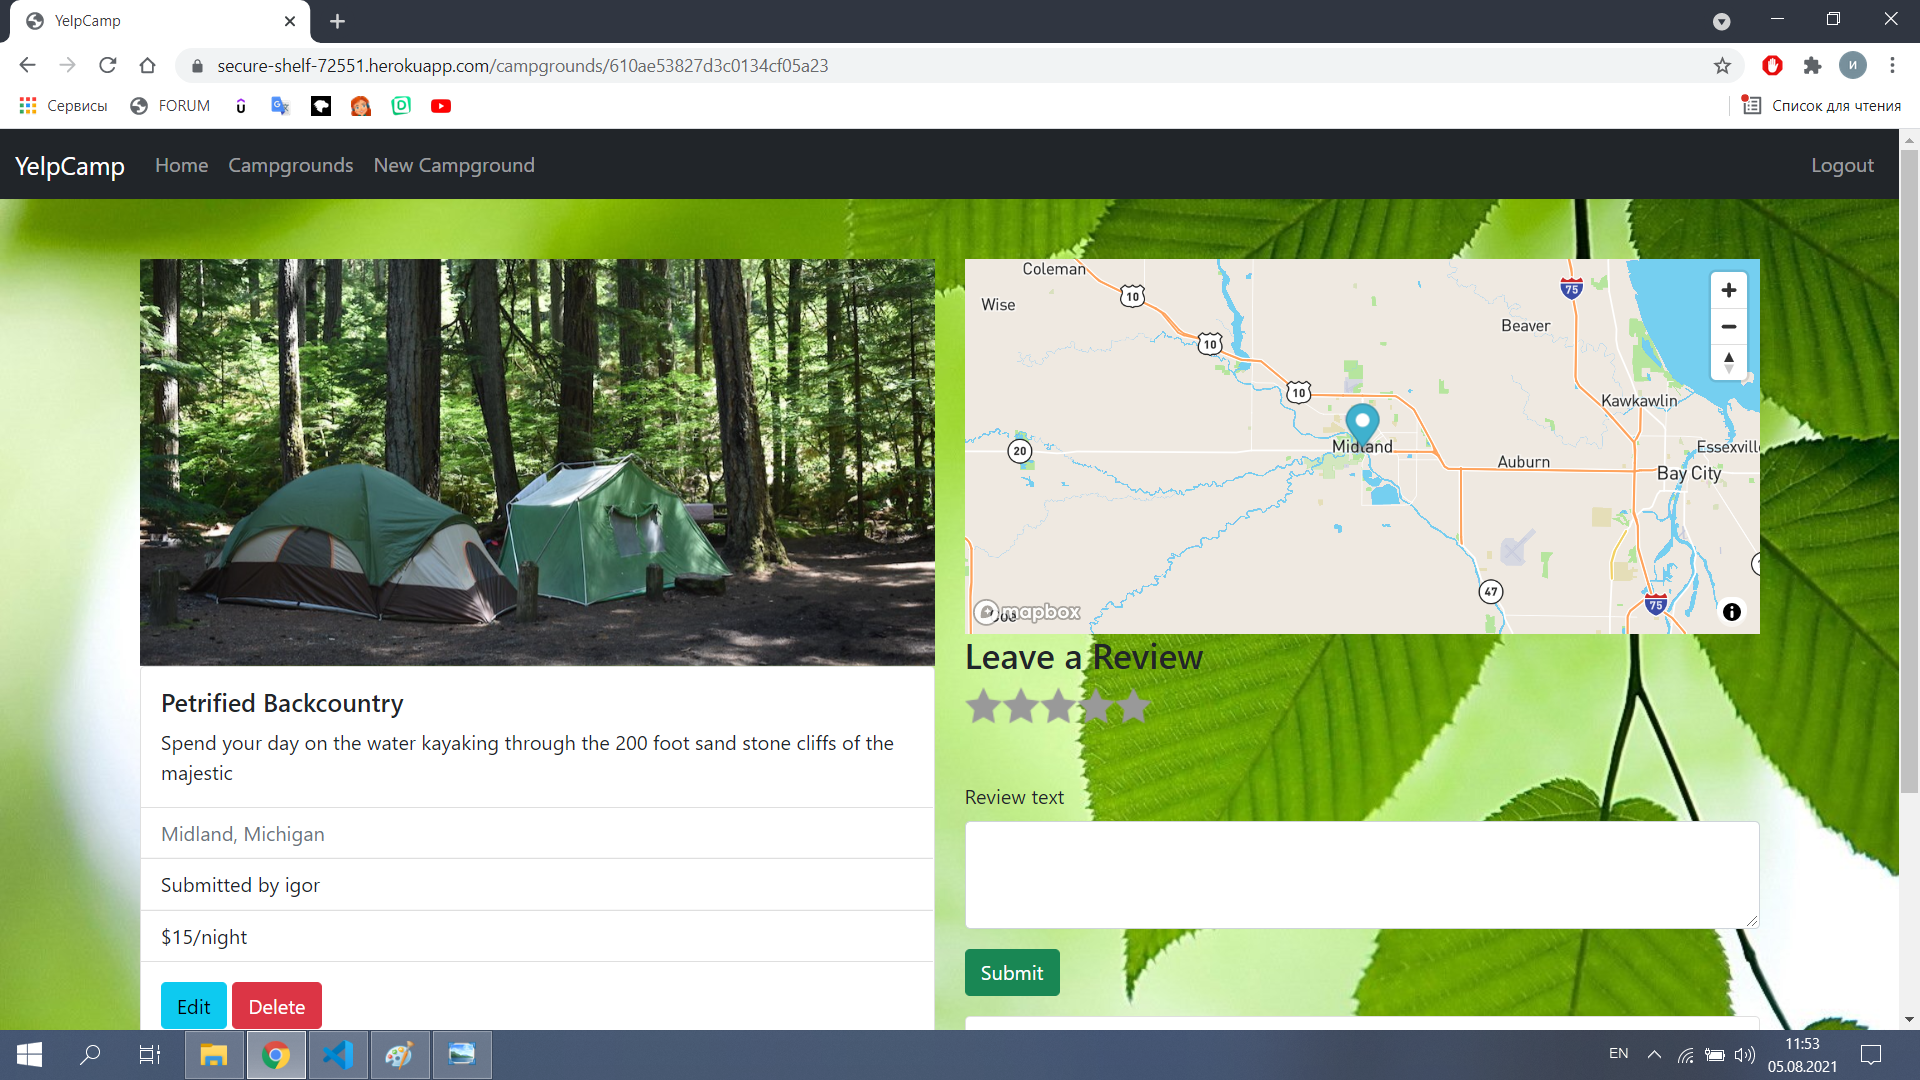 YelpCamp
secure-shelf-72551.herokuapp.com/campgrounds/610ae53827d3c0134cf05a23
и
Сервисы
FORUM
Список для чтения
YelpCamp
Home
Campgrounds
New Campground
Logout
Coleman
Wise
10
10
10
75
Beaver
Kawkawlin
Midland
20
Auburn
Essexvill
Bay City
47
75
mapbox
Petrified Backcountry
Spend your day on the water kayaking through the 200 foot sand stone cliffs of the
majestic
Midland, Michigan
Submitted by igor
$15/night
Edit
Delete
Leave a Review
Review text
Submit
EN
11:53
05.08.2021